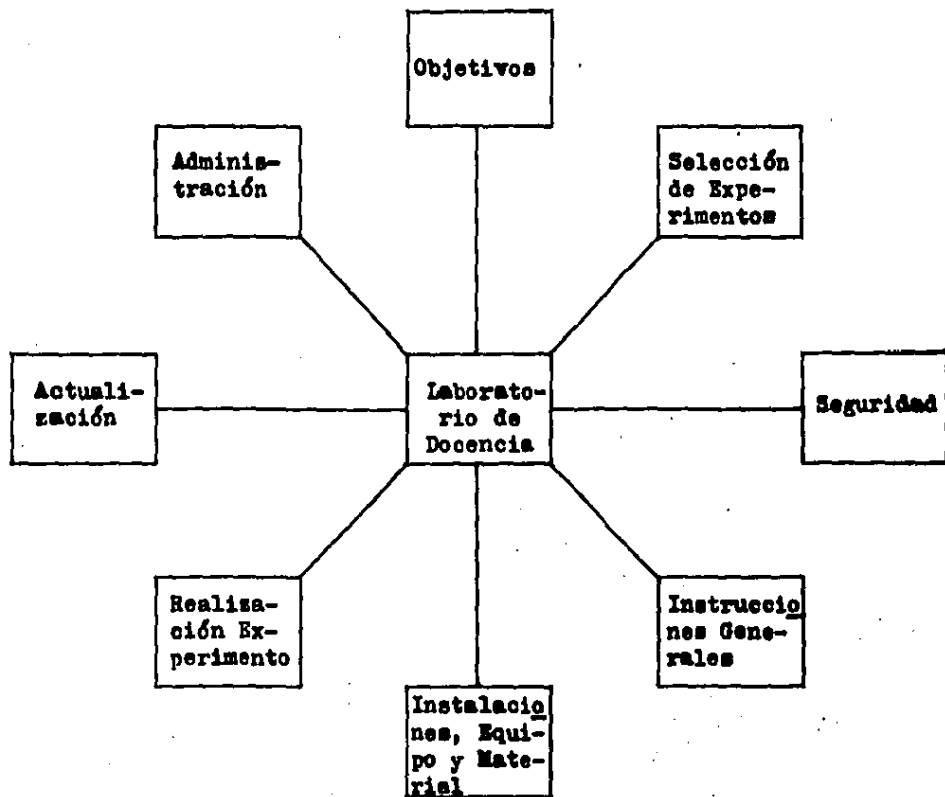 Objetivos
Adminis-
tración
Selección
de Expe-
rimentos
Actuali-
zación
Laborato-
rio de
Docencia
Seguridad
Realiza-
ción Ex-
perimento
Instruccio
nes Gene-
rales
Instalacio
nes, Equi-
po y Mate-
rial